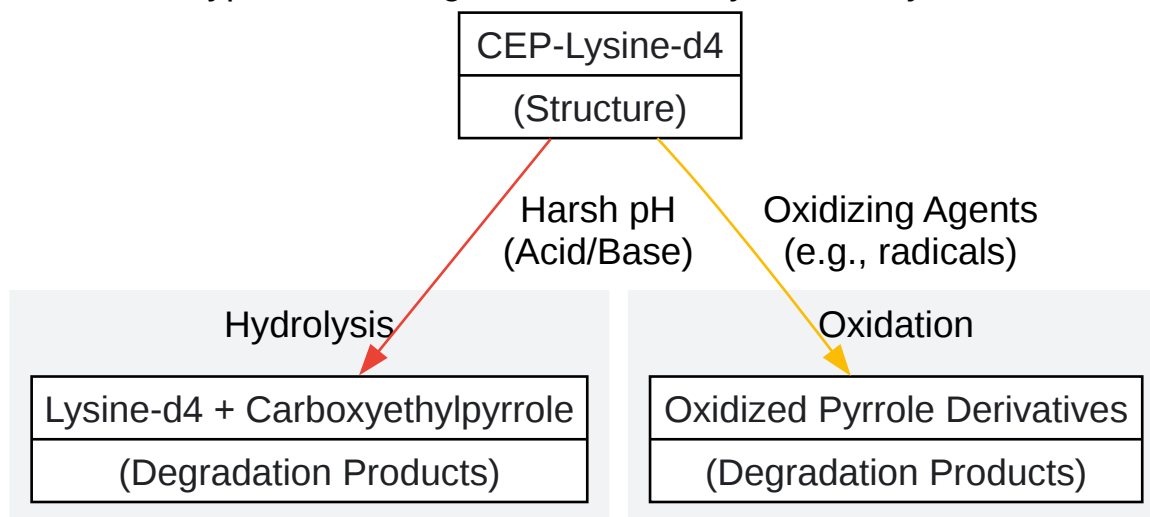 CEP-Lysine-d4
(Structure)
Harsh pH
(Acid/Base)
Oxidizing Agents
(e.g., radicals)
Hydrolysis
Oxidation
Lysine-d4 + Carboxyethylpyrrole
(Degradation Products)
Oxidized Pyrrole Derivatives
(Degradation Products)